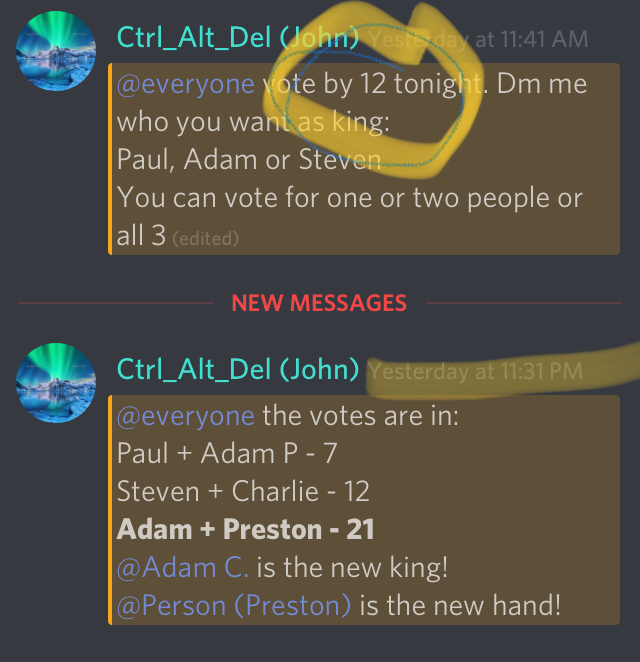 Ctrl_Alt_Del (John) Yesterday at 11:41 AM
@everyone vote by 12 tonight. Dm me
who you want as king:
Paul, Adam or Steven
You can vote for one or two people or
all 3 (edited)
NEW MESSAGES
Ctrl_Alt_Del (John) Yesterday at 11:31 PM
@everyone the votes are in:
Paul + Adam P - 7
Steven + Charlie - 12
Adam + Preston - 21
@Adam C. is the new king!
@Person (Preston) is the new hand!